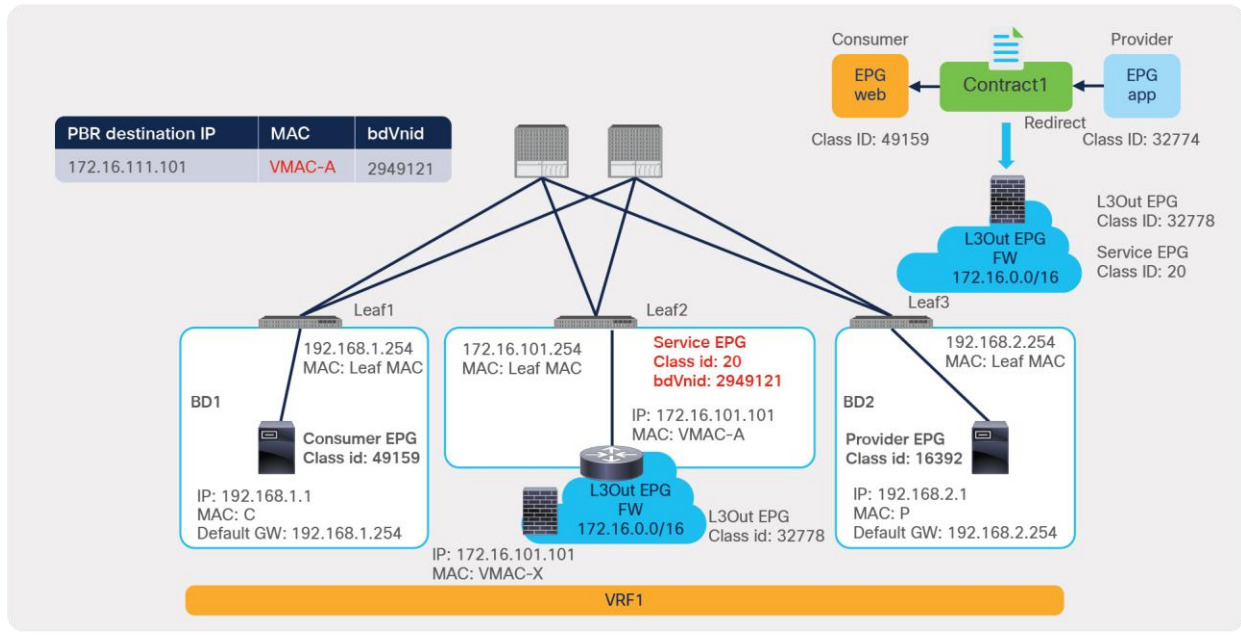 Consumer
Provider
EPG
web
Contract1
EPG
app
Redirect
Class ID: 49159
Class ID: 32774
PBR destination IP MAC bdVnid
172.16.111.101 VMAC-A 2949121
L3Out EPG
Class ID: 32778
L3Out EPG
FW
172.16.0.0/16
Service EPG
Class ID: 20
Leaf1
Leaf2
Leaf3
192.168.1.254
MAC: Leaf MAC
BD1
Consumer EPG
Class id: 49159
IP: 192.168.1.1
MAC: C
Default GW: 192.168.1.254
172.16.101.254
MAC: Leaf MAC
Service EPG
Class id: 20
bdVnid: 2949121
IP: 172.16.101.101
MAC: VMAC-A
L3Out EPG
FW
172.16.0.0/16
L3Out EPG
Class id: 32778
IP: 172.16.101.101
MAC: VMAC-X
192.168.2.254
MAC: Leaf MAC
BD2
Provider EPG
Class id: 16392
IP: 192.168.2.1
MAC: P
Default GW: 192.168.2.254
VRF1